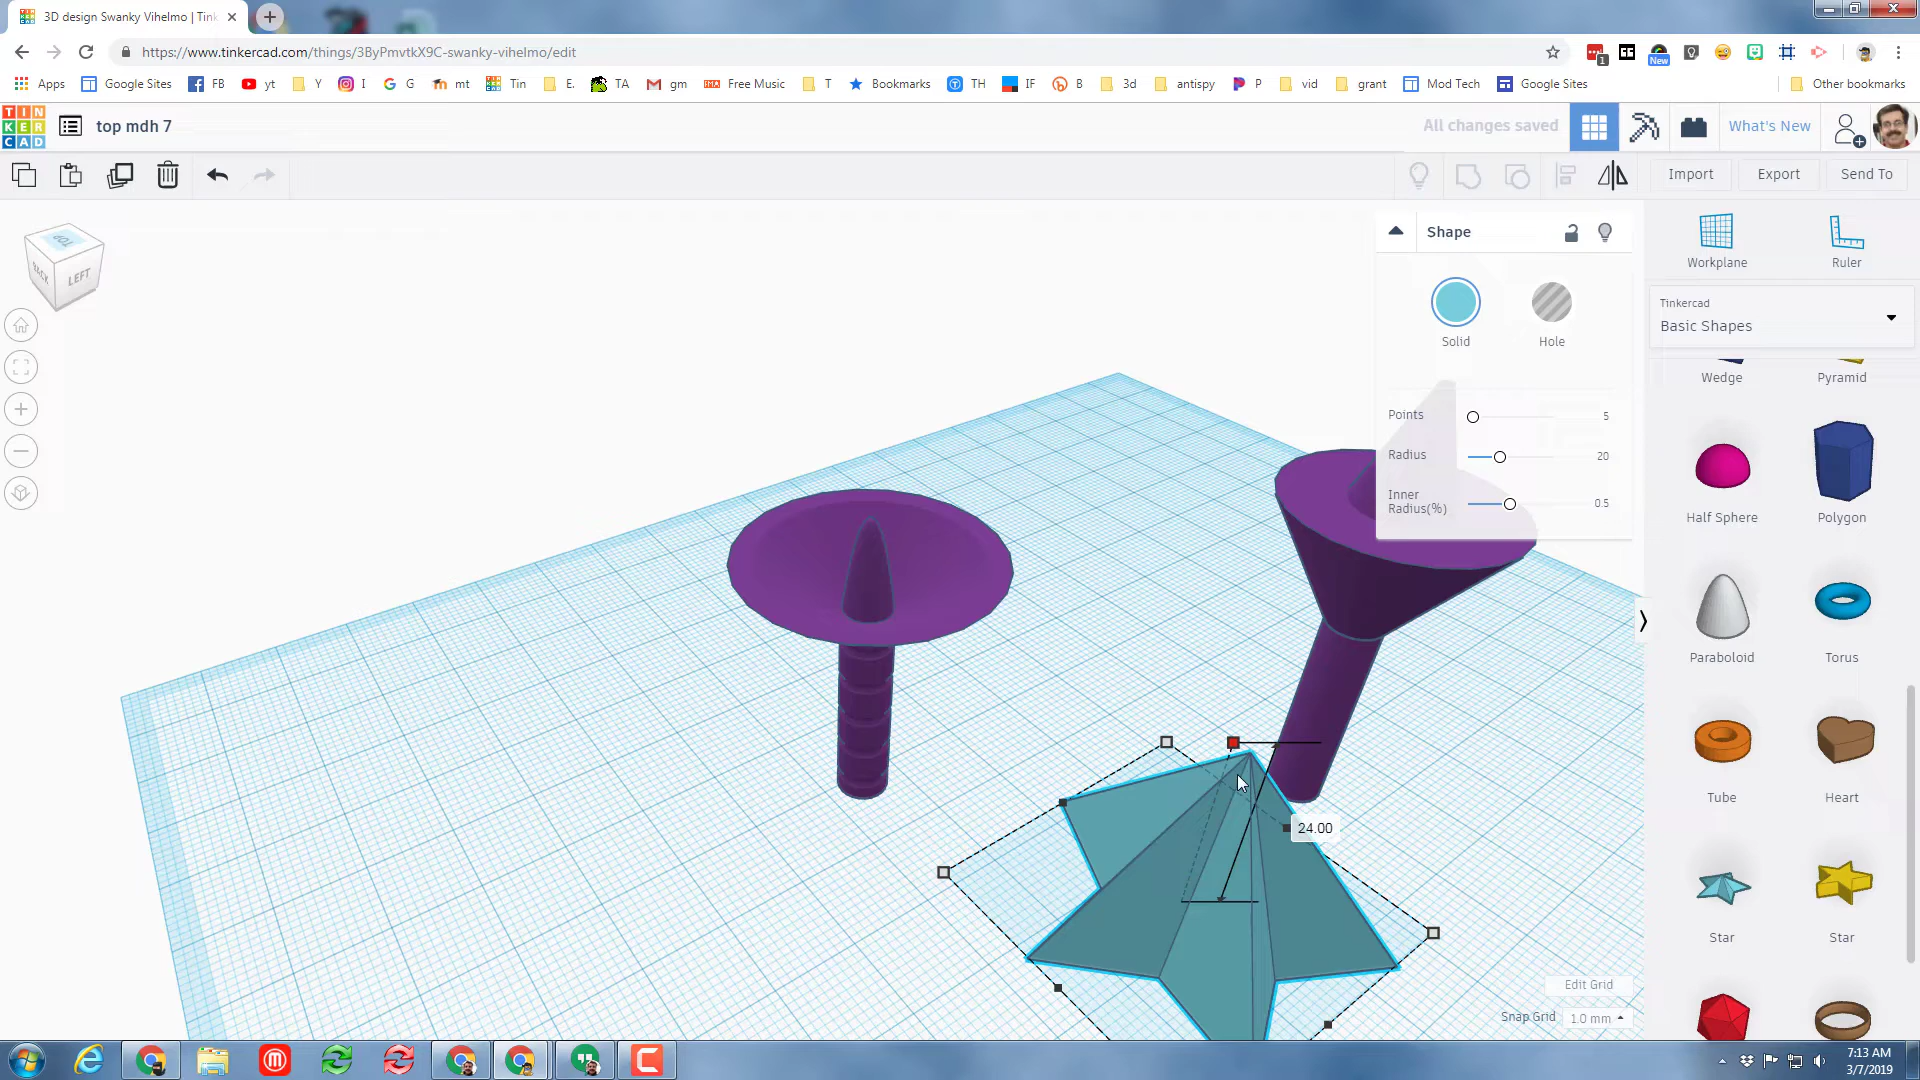 3D design Swanky Vihelmo | Tink
https://www.tinkercad.com/things/3ByPmvtkX9C-swanky-vihelmo/edit
1
New
Apps Google Sites FB yt Y I G mt Tin E. TA gm Free Music T Bookmarks TH IF B 3d antispy P vid grant Mod Tech Google Sites Other bookmarks
TIN
KER
CAD
top mdh 7
All changes saved
What's New
Import
Export
Send To
TOP
BACK
LEFT
Shape
Solid
Hole
Points
5
Radius
20
Inner
Radius(%)
0.5
Workplane
Ruler
Tinkercad
Basic Shapes
Wedge
Pyramid
Half Sphere
Polygon
Paraboloid
Torus
Tube
Heart
Star
Star
24.00
Edit Grid
Snap Grid
1.0 mm
7:13 AM
3/7/2019